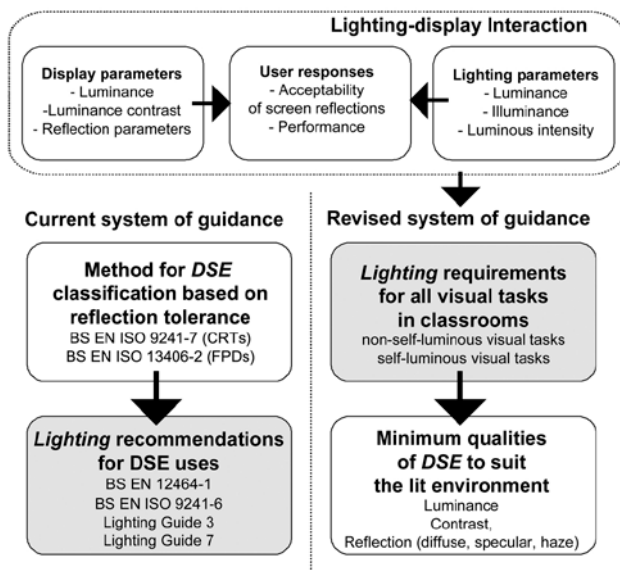 Lighting-display Interaction
Display parameters
- Luminance
-Luminance contrast
- Reflection parameters
User responses
- Acceptability
of screen reflections
- Performance
Lighting parameters
- Luminance
- Illuminance
- Luminous intensity
Current system of guidance
Method for DSE
classification based on
reflection tolerance
BS EN ISO 9241-7 (CRTs)
BS EN ISO 13406-2 (FPDs)
Lighting recommendations
for DSE uses
BS EN 12464-1
BS EN ISO 9241-6
Lighting Guide 3
Lighting Guide 7
Revised system of guidance
Lighting requirements
for all visual tasks
in classrooms
non-self-luminous visual tasks
self-luminous visual tasks
Minimum qualities
of DSE to suit
the lit environment
Luminance
Contrast,
Reflection (diffuse, specular, haze)